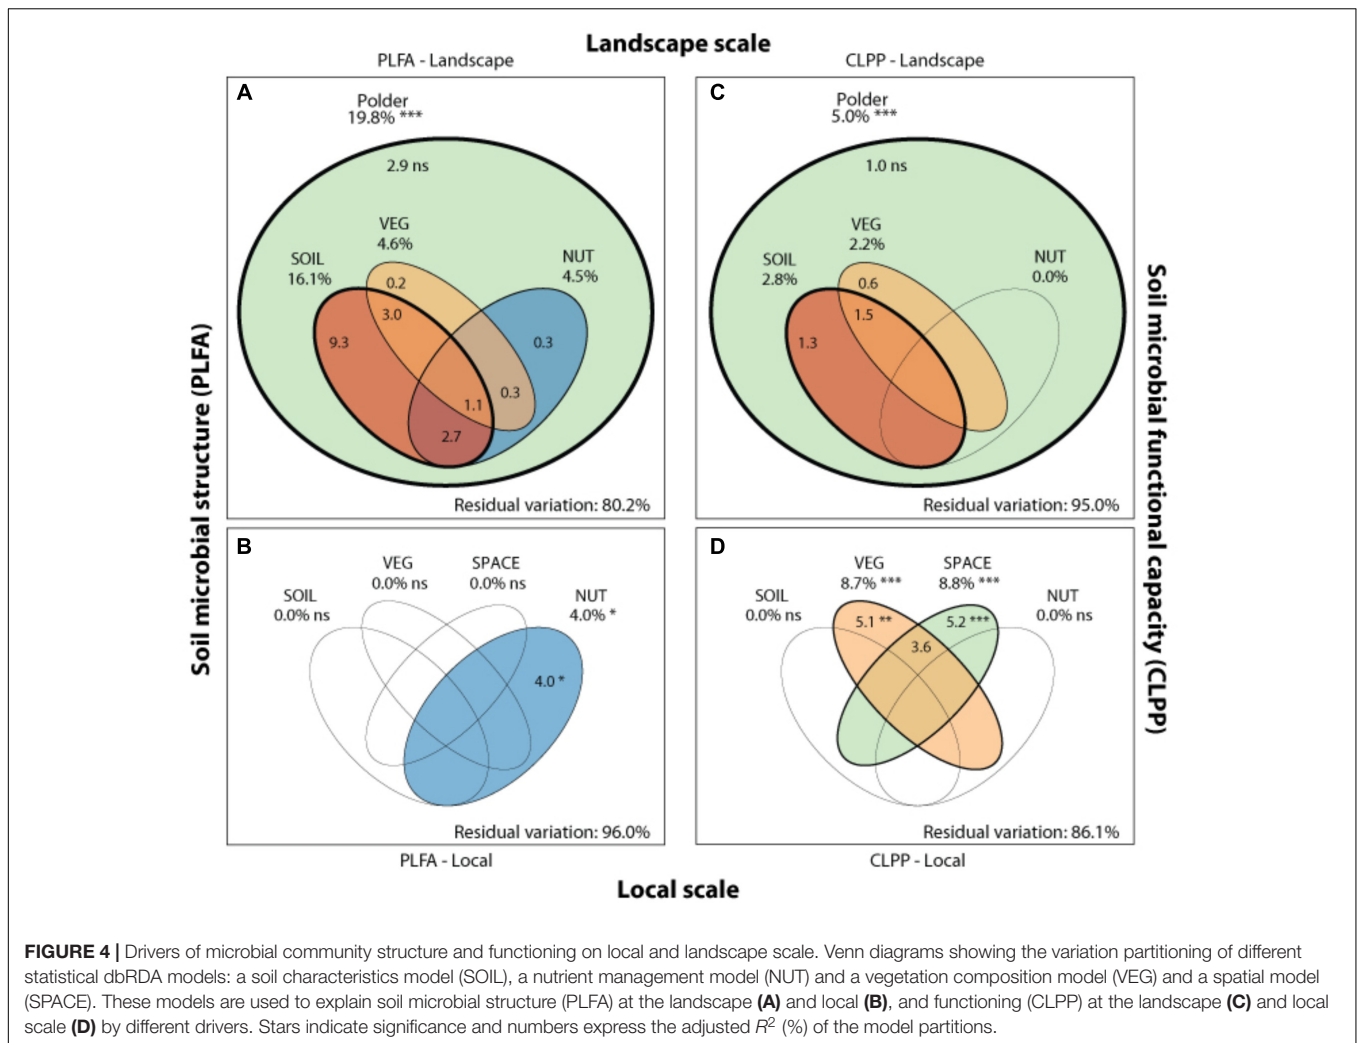 Landscape scale
PLFA - Landscape
CLPP - Landscape
Soil microbial structure (PLFA)
Soil microbial functional capacity (CLPP)
A
Polder
19.8% ***
2.9 ns
VEG
4.6%
SOIL
16.1%
NUT
4.5%
0.2
3.0
9.3
0.3
0.3
1.1
2.7
Residual variation: 80.2%
C
Polder
5.0% ***
1.0 ns
VEG
2.2%
SOIL
2.8%
NUT
0.0%
0.6
1.5
1.3
Residual variation: 95.0%
B
VEG
0.0% ns
SPACE
0.0% ns
SOIL
0.0% ns
NUT
4.0% *
4.0 *
Residual variation: 96.0%
D
VEG
8.7% ***
SPACE
8.8% ***
SOIL
0.0% ns
NUT
0.0% ns
5.1 **
5.2 ***
3.6
Residual variation: 86.1%
PLFA - Local
CLPP - Local
Local scale
FIGURE 4 | Drivers of microbial community structure and functioning on local and landscape scale. Venn diagrams showing the variation partitioning of different
statistical dbRDA models: a soil characteristics model (SOIL), a nutrient management model (NUT) and a vegetation composition model (VEG) and a spatial model
(SPACE). These models are used to explain soil microbial structure (PLFA) at the landscape (A) and local (B), and functioning (CLPP) at the landscape (C) and local
scale (D) by different drivers. Stars indicate significance and numbers express the adjusted R² (%) of the model partitions.